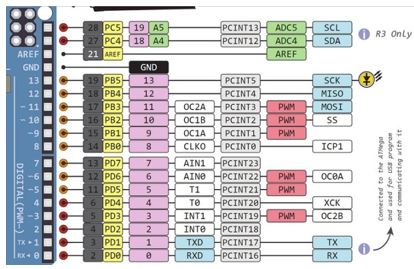 28 PC5 19 A5 PCINT13 ADC5 SCL R3 Only
27 PC4 18 A4 PCINT12 ADC4 SDA
AREF 21 AREF AREF
GND GND
13 19 PB5 13 PCINT5 SCK
12 18 PB4 12 PCINT4 MISO
~11 17 PB3 11 OC2A PCINT3 PWM MOSI
~10 16 PB2 10 OC1B PCINT2 PWM SS
~9 15 PB1 9 OC1A PCINT1 PWM
8 14 PB0 8 CLKO PCINT0 ICP1
7 13 PD7 7 AIN1 PCINT23
~6 12 PD6 6 AIN0 PCINT22 PWM OC0A
~5 11 PD5 5 T1 PCINT21 PWM
4 6 PD4 4 T0 PCINT20 XCK
~3 5 PD3 3 INT1 PCINT19 PWM OC2B
2 4 PD2 2 INT0 PCINT18
TX▸1 3 PD1 1 TXD PCINT17 TX
RX◂0 2 PD0 0 RXD PCINT16 RX
DIGITAL(PWM~)
Connected to the ATMega
and used for USB program
and communicating with it